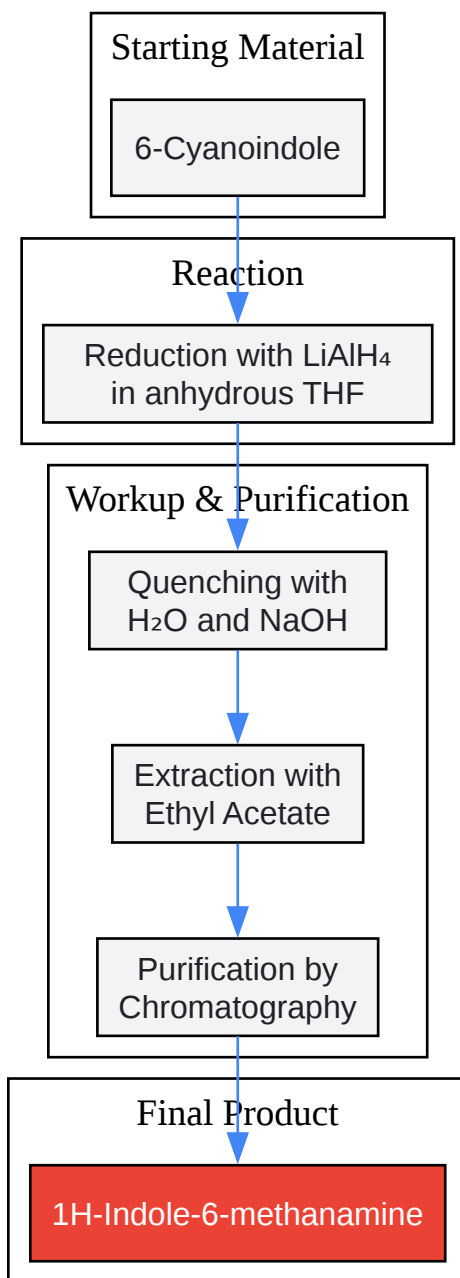 Starting Material
6-Cyanoindole
Reaction
Reduction with LiAlH₄
in anhydrous THF
Workup & Purification
Quenching with
H₂O and NaOH
Extraction with
Ethyl Acetate
Purification by
Chromatography
Final Product
1H-Indole-6-methanamine